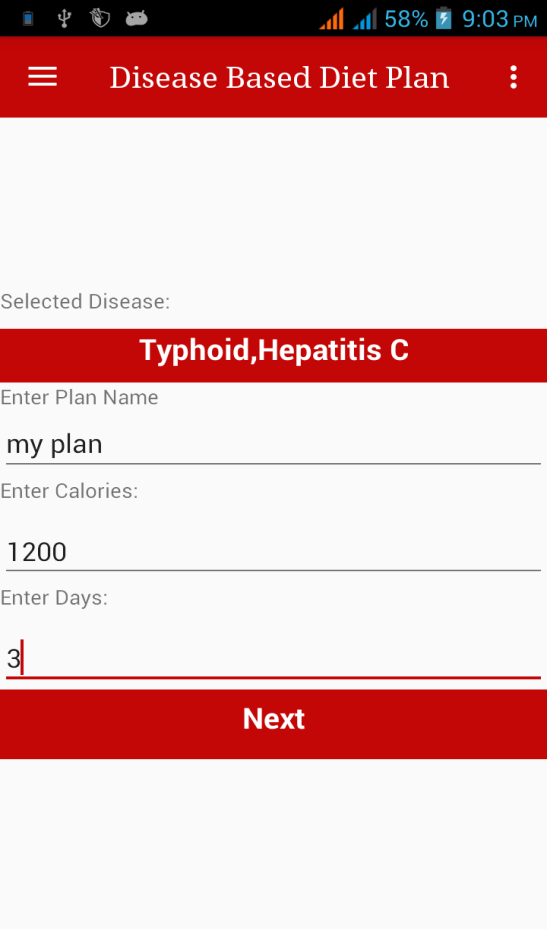 58% 9:03 PM
Disease Based Diet Plan
Selected Disease:
Typhoid,Hepatitis C
Enter Plan Name
my plan
Enter Calories:
1200
Enter Days:
3
Next